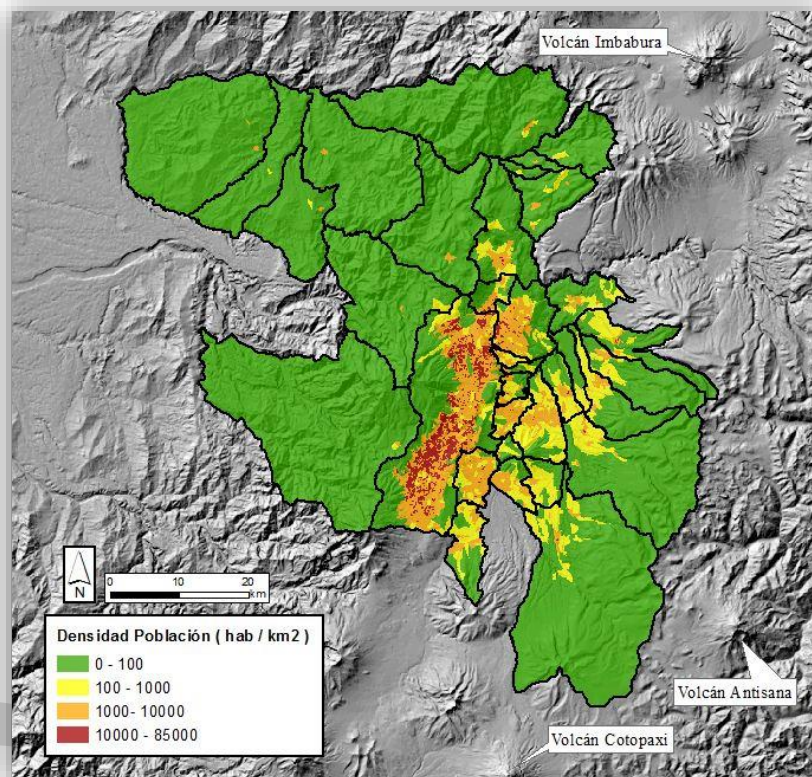 Volcán Imbabura
N
0 10 20
km
Densidad Población ( hab / km2 )
0 - 100
100 - 1000
1000- 10000
10000 - 85000
Volcán Antisana
Volcán Cotopaxi